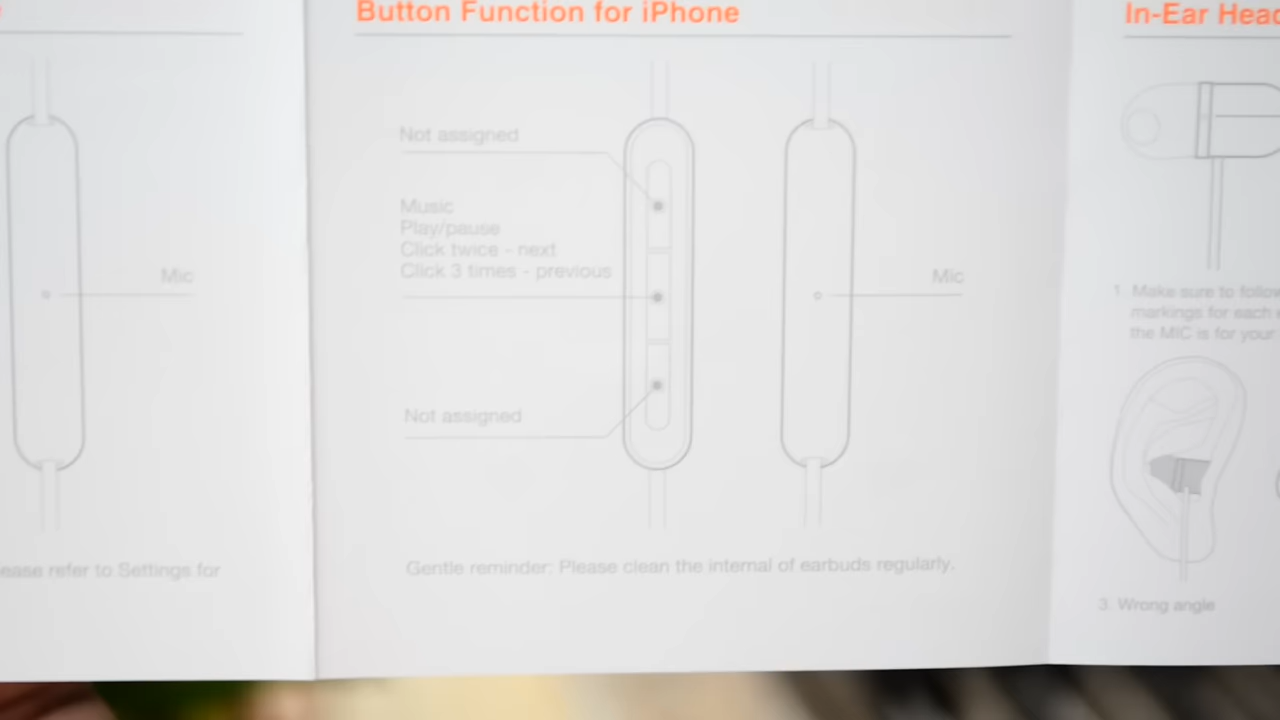 Mic
ease refer to Settings for
Button Function for iPhone
Not assigned
Music
Play/pause
Click twice - next
Click 3 times - previous
Not assigned
Mic
Gentle reminder: Please clean the internal of earbuds regularly.
In-Ear Head
1. Make sure to follow
markings for each
the MIC is for your
3. Wrong angle